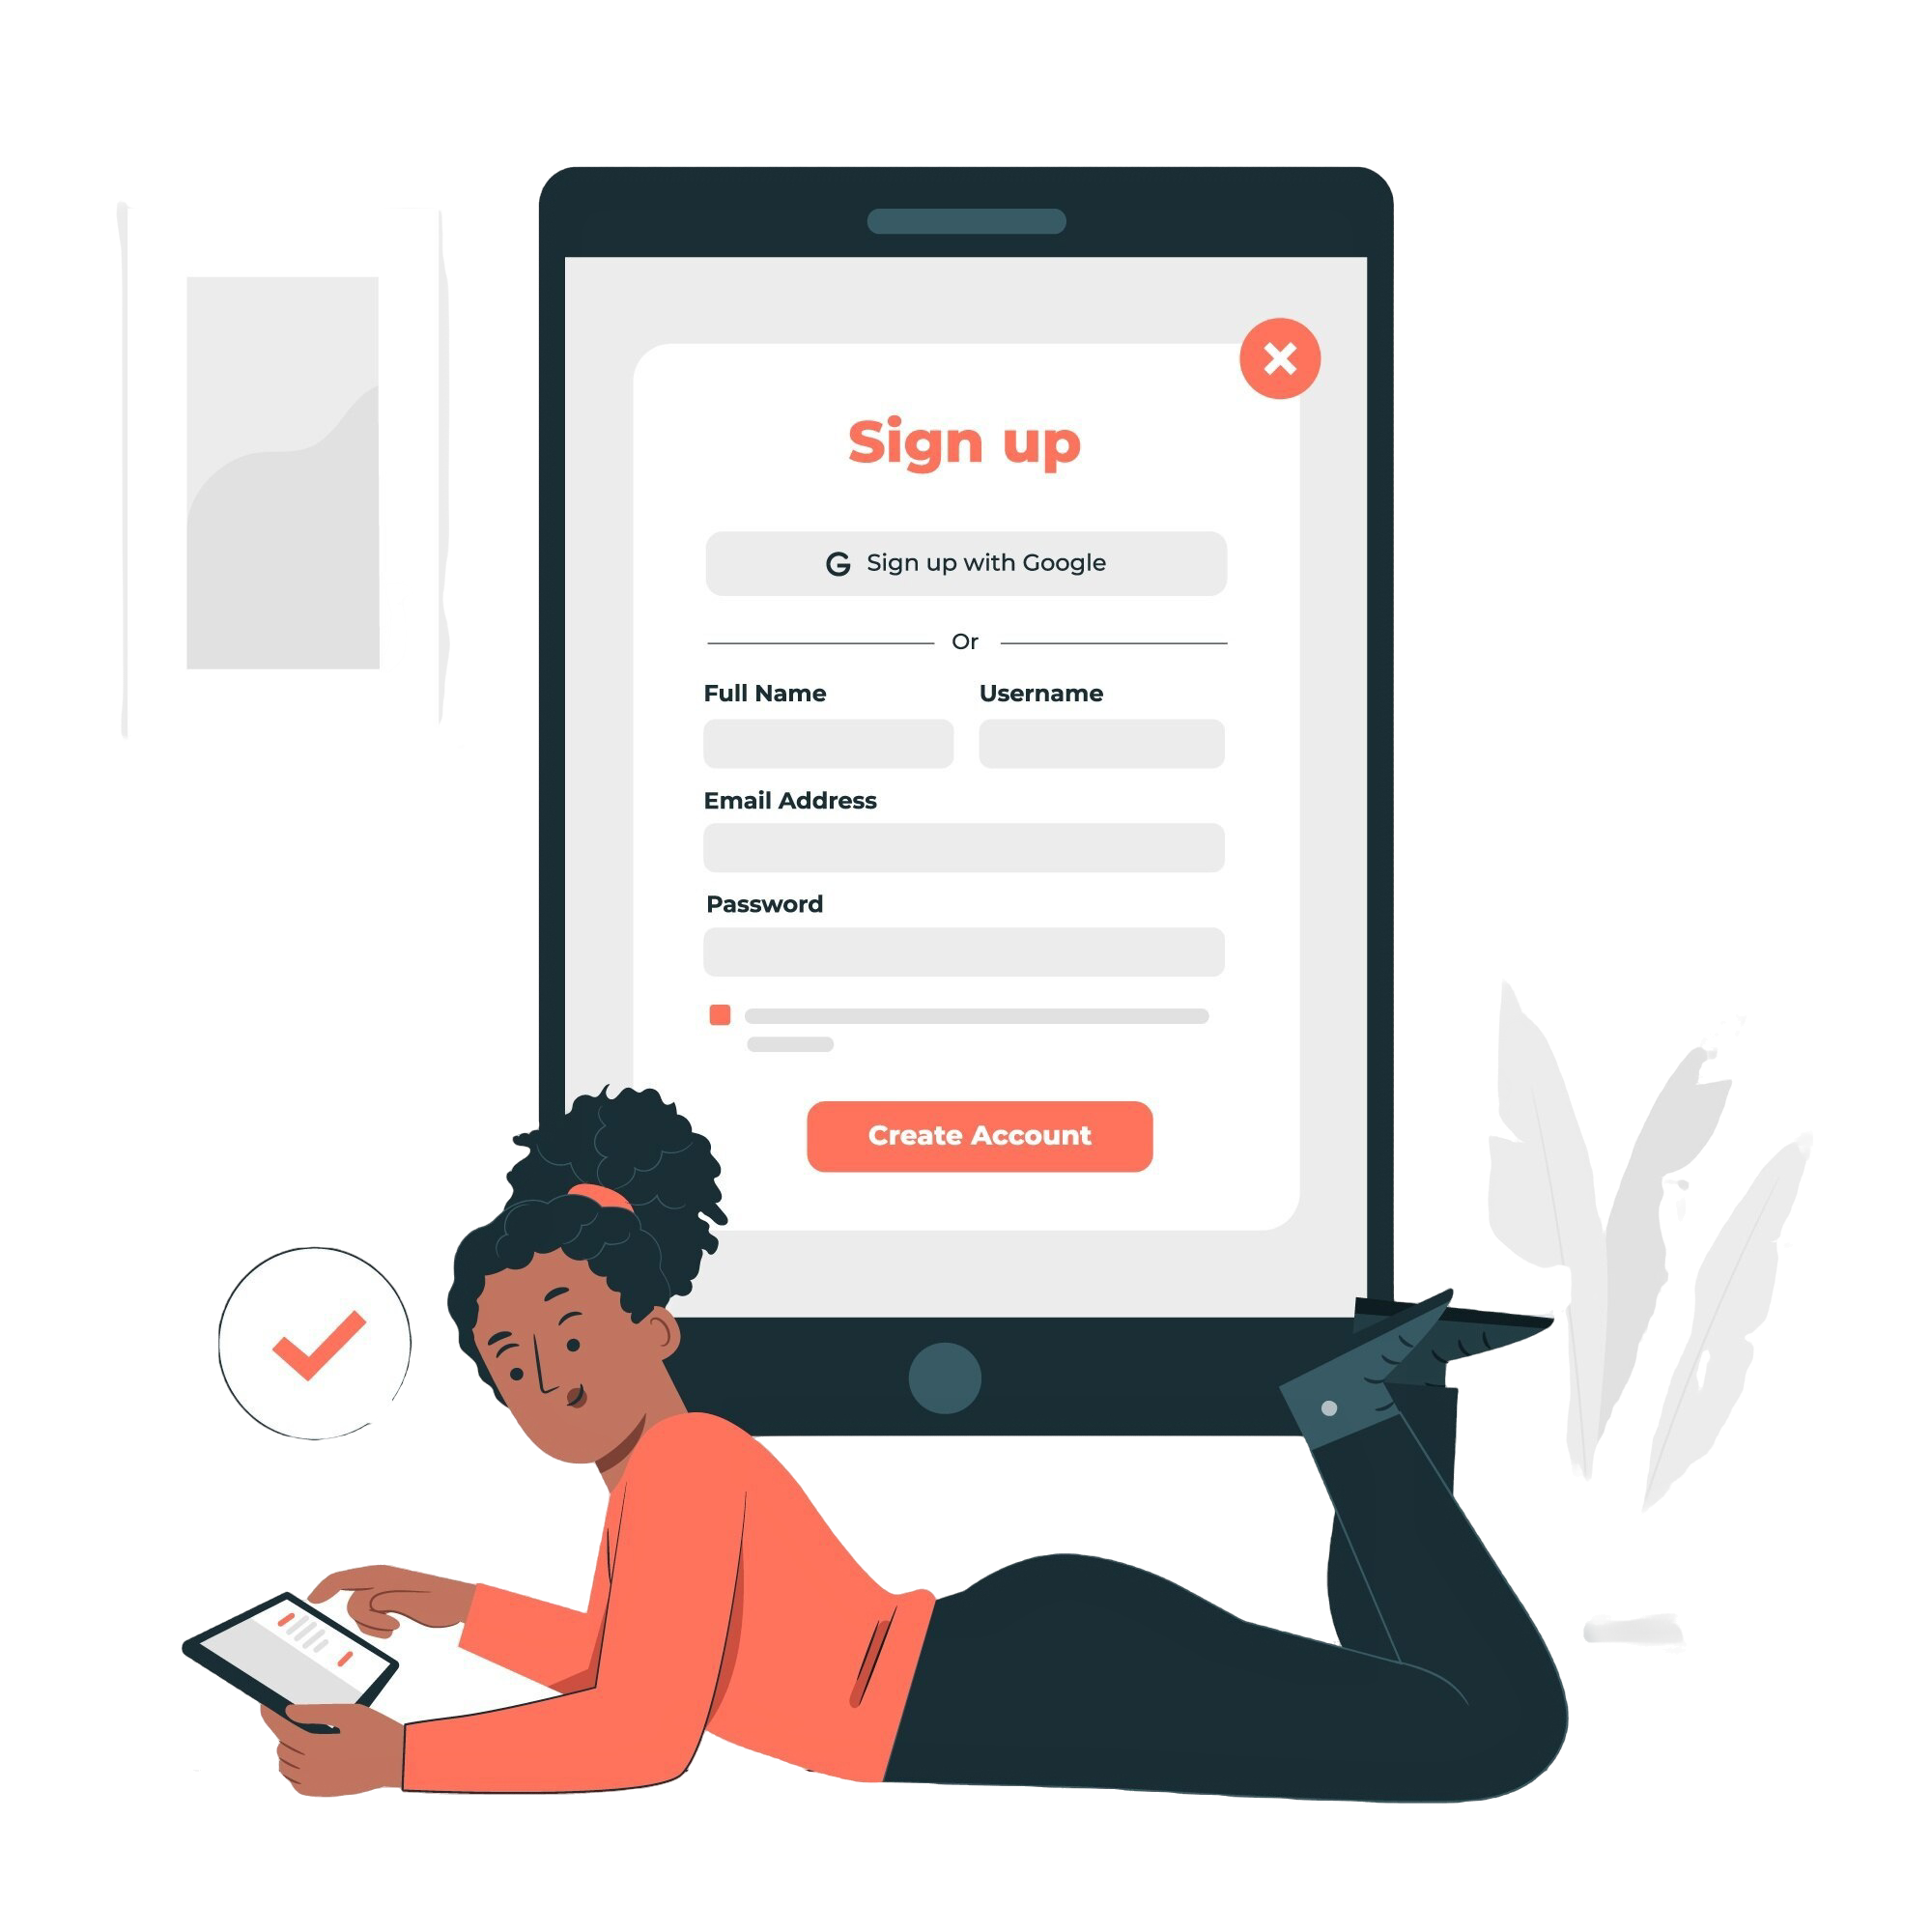 Sign up
G Sign up with Google
Or
Full Name Username
Email Address
Password
Create Account